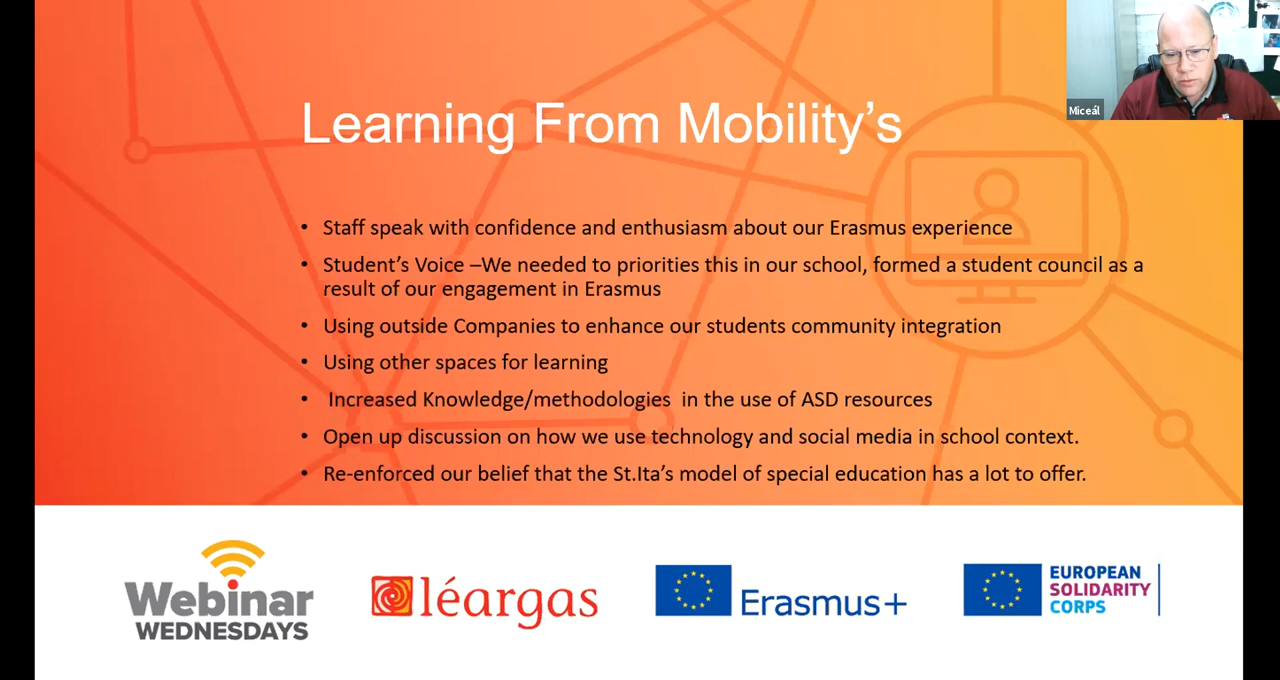 Miceál
Learning From Mobility's
• Staff speak with confidence and enthusiasm about our Erasmus experience
• Student's Voice –We needed to priorities this in our school, formed a student council as a
result of our engagement in Erasmus
• Using outside Companies to enhance our students community integration
• Using other spaces for learning
• Increased Knowledge/methodologies in the use of ASD resources
• Open up discussion on how we use technology and social media in school context.
• Re-enforced our belief that the St.Ita's model of special education has a lot to offer.
Webinar
WEDNESDAYS
léargas
Erasmus+
EUROPEAN
SOLIDARITY
CORPS